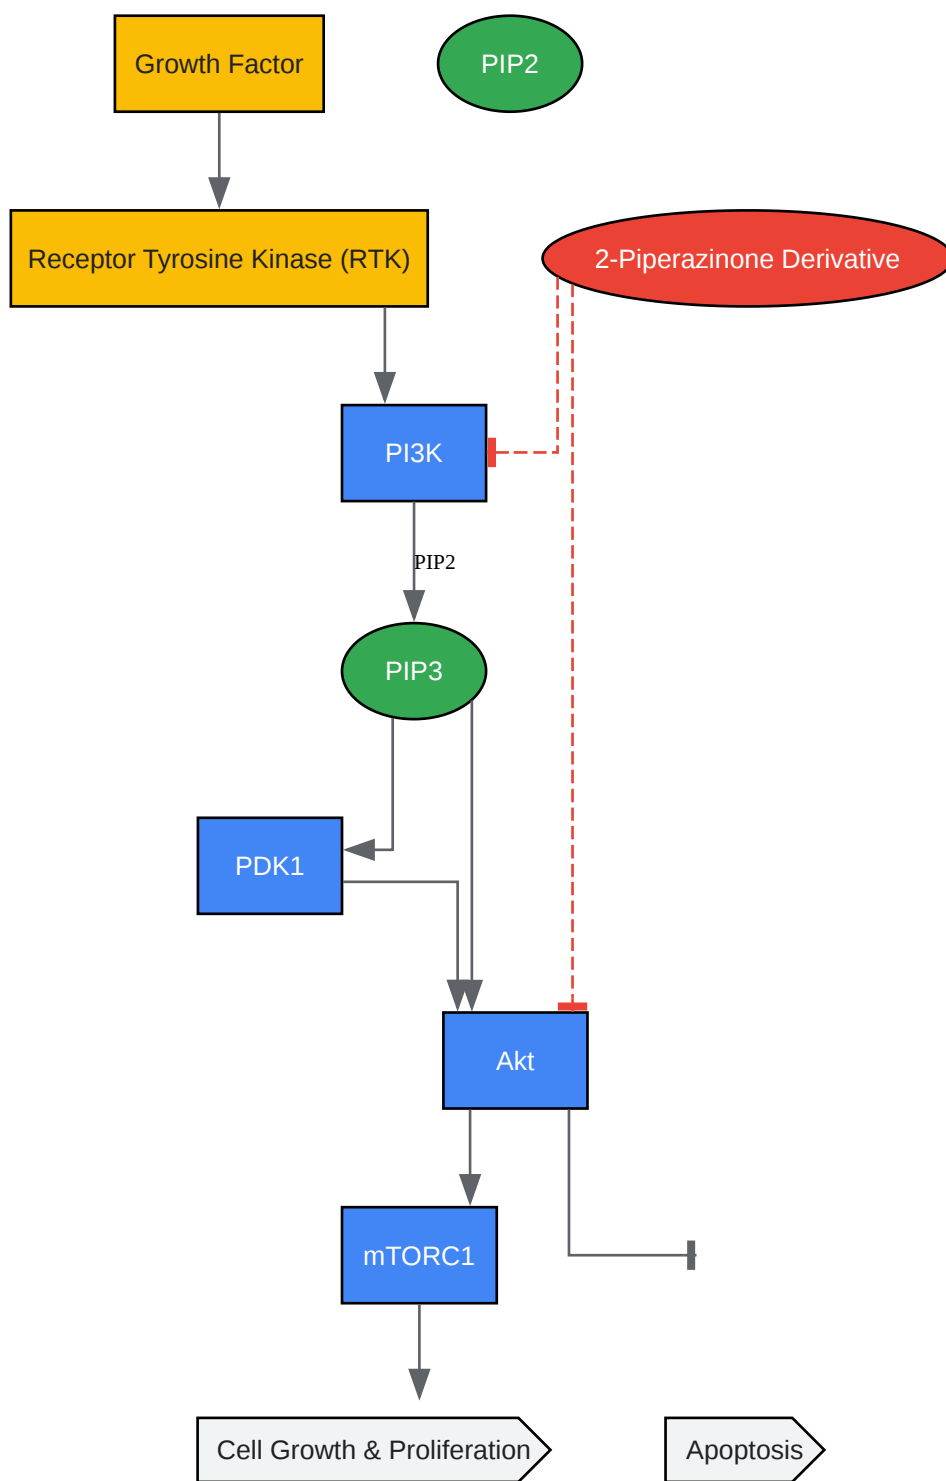 Growth Factor
PIP2
Receptor Tyrosine Kinase (RTK)
2-Piperazinone Derivative
PI3K
PIP2
PIP3
PDK1
Akt
mTORC1
Cell Growth & Proliferation
Apoptosis